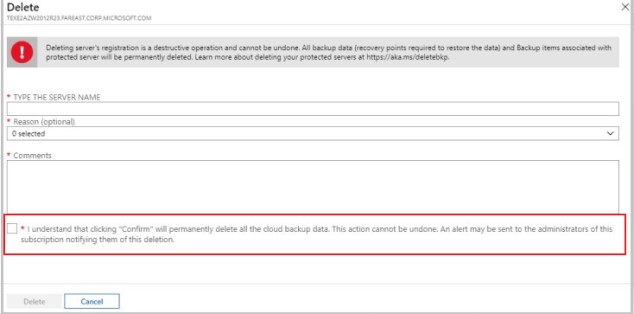 Delete
TEXE2AZW2012R23.FAREAST.CORP.MICROSOFT.COM
Deleting server's registration is a destructive operation and cannot be undone. All backup data (recovery points required to restore the data) and Backup items associated with
protected server will be permanently deleted. Learn more about deleting your protected servers at https://aka.ms/deletebkp.
* TYPE THE SERVER NAME
* Reason (optional)
0 selected
* Comments
* I understand that clicking "Confirm" will permanently delete all the cloud backup data. This action cannot be undone. An alert may be sent to the administrators of this
subscription notifying them of this deletion.
Delete Cancel